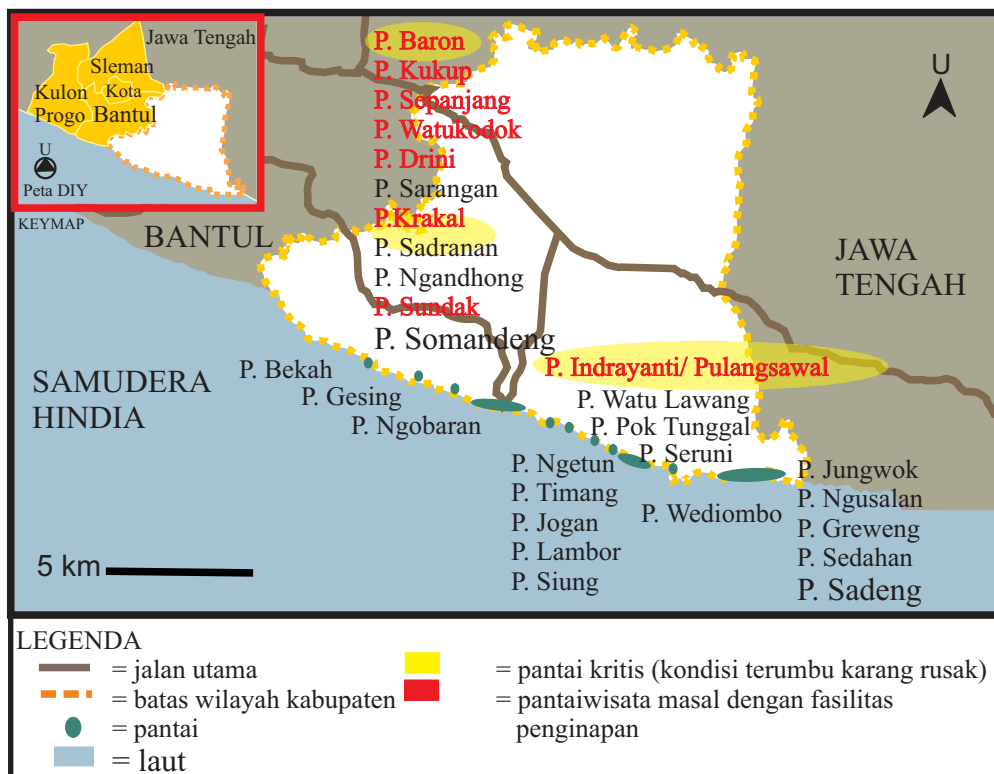 Jawa Tengah
Sleman
Kota
Kulon
Progo
Bantul
U
Peta DIY
KEYMAP
P. Baron
P. Kukup
P. Sepanjang
P. Watukodok
P. Drini
P. Sarangan
P.Krakal
P. Sadranan
P. Ngandhong
P. Sundak
P. Somandeng
U
BANTUL
JAWA
TENGAH
SAMUDERA
HINDIA
P. Bekah
P. Gesing
P. Ngobaran
P. Indrayanti/ Pulangsawal
P. Watu Lawang
P. Pok Tunggal
P. Seruni
P. Ngetun
P. Timang
P. Jogan
P. Lambor
P. Siung
P. Wediombo
P. Jungwok
P. Ngusalan
P. Greweng
P. Sedahan
P. Sadeng
5 km
LEGENDA
= jalan utama
= batas wilayah kabupaten
= pantai
= laut
= pantai kritis (kondisi terumbu karang rusak)
= pantaiwisata masal dengan fasilitas
penginapan